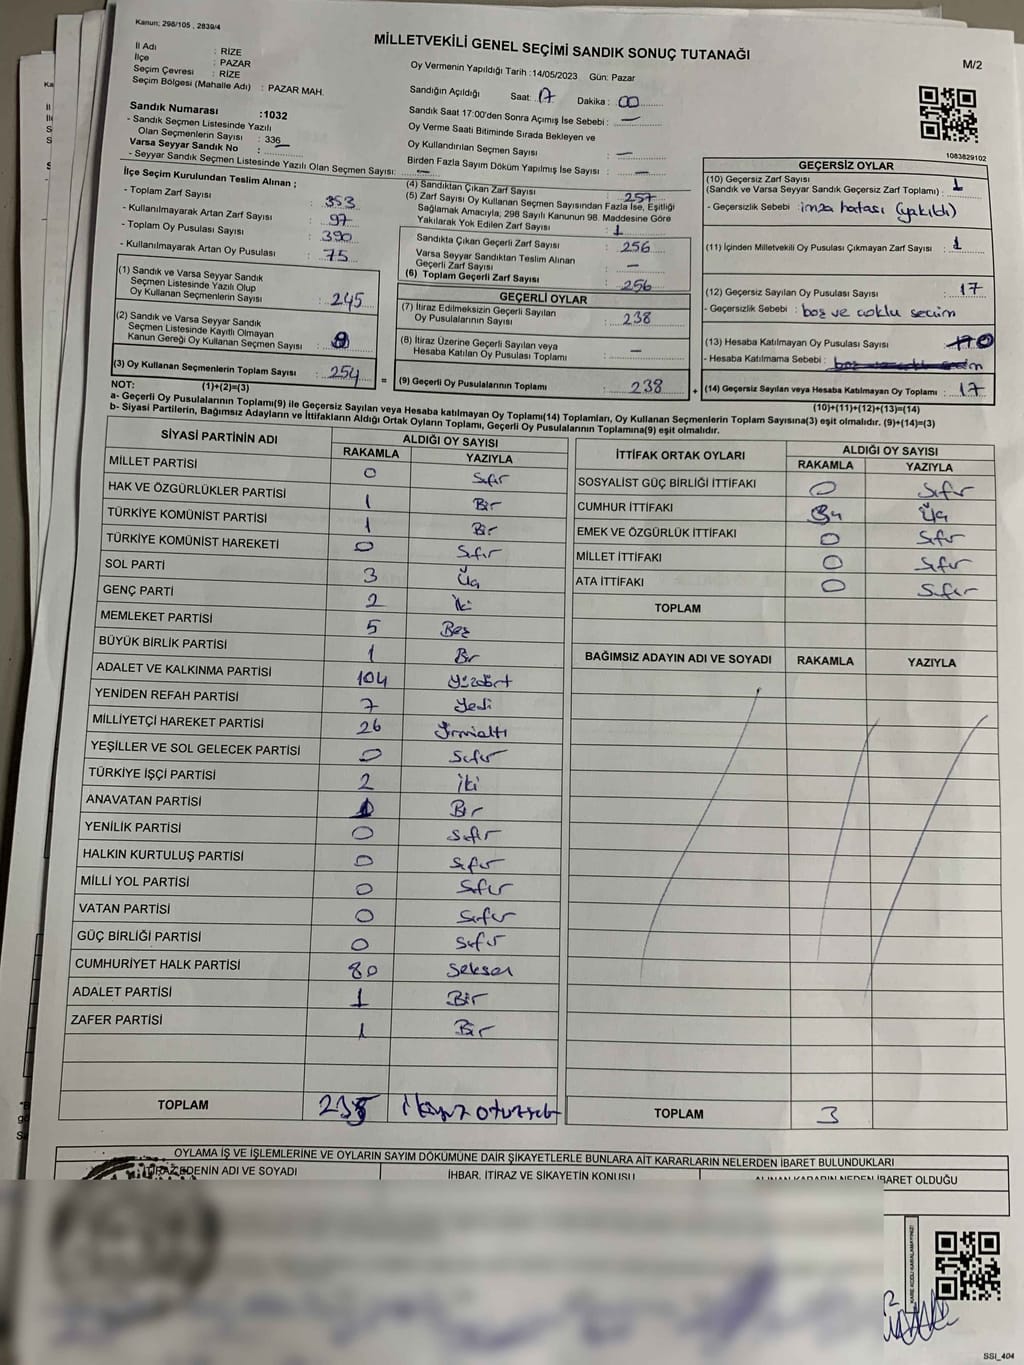 Kanun: 298/105 , 2839/4
MİLLETVEKİLİ GENEL SEÇİMİ SANDIK SONUÇ TUTANAĞI
M/2
İl Adı : RİZE
İlçe : PAZAR
Seçim Çevresi : RİZE
Seçim Bölgesi (Mahalle Adı) : PAZAR MAH.
Sandık Numarası :1032
- Sandık Seçmen Listesinde Yazılı
Olan Seçmenlerin Sayısı : 336
Varsa Seyyar Sandık No :
- Seyyar Sandık Seçmen Listesinde Yazılı Olan Seçmen Sayısı: —
Oy Vermenin Yapıldığı Tarih :14/05/2023 Gün: Pazar
Sandığın Açıldığı Saat: 17 Dakika : 00
Sandık Saat 17:00'den Sonra Açımış İse Sebebi : —
Oy Verme Saati Bitiminde Sırada Bekleyen ve
Oy Kullandırılan Seçmen Sayısı : —
Birden Fazla Sayım Döküm Yapılmış İse Sayısı : —
1083829102
İlçe Seçim Kurulundan Teslim Alınan ;
- Toplam Zarf Sayısı : 353
- Kullanılmayarak Artan Zarf Sayısı : 97
- Toplam Oy Pusulası Sayısı : 390
- Kullanılmayarak Artan Oy Pusulası : 75
(1) Sandık ve Varsa Seyyar Sandık
Seçmen Listesinde Yazılı Olup
Oy Kullanan Seçmenlerin Sayısı : 245
(2) Sandık ve Varsa Seyyar Sandık
Seçmen Listesinde Kayıtlı Olmayan
Kanun Gereği Oy Kullanan Seçmen Sayısı :
(3) Oy Kullanan Seçmenlerin Toplam Sayısı : 254 =
(4) Sandıktan Çıkan Zarf Sayısı : 257
(5) Zarf Sayısı Oy Kullanan Seçmen Sayısından Fazla İse, Eşitliği
Sağlamak Amacıyla, 298 Sayılı Kanunun 98. Maddesine Göre
Yakılarak Yok Edilen Zarf Sayısı : 1
Sandıkta Çıkan Geçerli Zarf Sayısı : 256
Varsa Seyyar Sandıktan Teslim Alınan
Geçerli Zarf Sayısı : —
(6) Toplam Geçerli Zarf Sayısı : 256
GEÇERLİ OYLAR
(7) İtiraz Edilmeksizin Geçerli Sayılan
Oy Pusulalarının Sayısı : 238
(8) İtiraz Üzerine Geçerli Sayılan veya
Hesaba Katılan Oy Pusulası Toplamı : —
(9) Geçerli Oy Pusulalarının Toplamı : 238 +
GEÇERSİZ OYLAR
(10) Geçersiz Zarf Sayısı
(Sandık ve Varsa Seyyar Sandık Geçersiz Zarf Toplamı) : 1
- Geçersizlik Sebebi : imza hatası (yakıldı)
(11) İçinden Milletvekili Oy Pusulası Çıkmayan Zarf Sayısı : 1
(12) Geçersiz Sayılan Oy Pusulası Sayısı : 17
- Geçersizlik Sebebi : boş ve çoklu seçim
(13) Hesaba Katılmayan Oy Pusulası Sayısı : 0
- Hesaba Katılmama Sebebi :
(14) Geçersiz Sayılan veya Hesaba Katılmayan Oy Toplamı : 17
NOT: (1)+(2)=(3)
(10)+(11)+(12)+(13)=(14)
a- Geçerli Oy Pusulalarının Toplamı(9) ile Geçersiz Sayılan veya Hesaba katılmayan Oy Toplamı(14) Toplamları, Oy Kullanan Seçmenlerin Toplam Sayısına(3) eşit olmalıdır. (9)+(14)=(3)
b- Siyasi Partilerin, Bağımsız Adayların ve İttifakların Aldığı Ortak Oyların Toplamı, Geçerli Oy Pusulalarının Toplamına(9) eşit olmalıdır.
SİYASİ PARTİNİN ADI ALDIĞI OY SAYISI
RAKAMLA YAZIYLA
MİLLET PARTİSİ 0 Sıfır
HAK VE ÖZGÜRLÜKLER PARTİSİ 1 Bir
TÜRKİYE KOMÜNİST PARTİSİ 1 Bir
TÜRKİYE KOMÜNİST HAREKETİ 0 Sıfır
SOL PARTİ 3 Üç
GENÇ PARTİ 2 İki
MEMLEKET PARTİSİ 5 Beş
BÜYÜK BİRLİK PARTİSİ 1 Bir
ADALET VE KALKINMA PARTİSİ 104 Yüzdört
YENİDEN REFAH PARTİSİ 7 Yedi
MİLLİYETÇİ HAREKET PARTİSİ 26 Yirmialtı
YEŞİLLER VE SOL GELECEK PARTİSİ 0 Sıfır
TÜRKİYE İŞÇİ PARTİSİ 2 İki
ANAVATAN PARTİSİ 1 Bir
YENİLİK PARTİSİ 0 Sıfır
HALKIN KURTULUŞ PARTİSİ 0 Sıfır
MİLLİ YOL PARTİSİ 0 Sıfır
VATAN PARTİSİ 0 Sıfır
GÜÇ BİRLİĞİ PARTİSİ 0 Sıfır
CUMHURİYET HALK PARTİSİ 80 Seksen
ADALET PARTİSİ 1 Bir
ZAFER PARTİSİ 1 Bir
TOPLAM 235
İTTİFAK ORTAK OYLARI ALDIĞI OY SAYISI
RAKAMLA YAZIYLA
SOSYALİST GÜÇ BİRLİĞİ İTTİFAKI 0 Sıfır
CUMHUR İTTİFAKI Üç
EMEK VE ÖZGÜRLÜK İTTİFAKI 0 Sıfır
MİLLET İTTİFAKI 0 Sıfır
ATA İTTİFAKI 0 Sıfır
TOPLAM
BAĞIMSIZ ADAYIN ADI VE SOYADI RAKAMLA YAZIYLA
TOPLAM 3
OYLAMA İŞ VE İŞLEMLERİNE VE OYLARIN SAYIM DÖKÜMÜNE DAİR ŞİKAYETLERLE BUNLARA AİT KARARLARIN NELERDEN İBARET BULUNDUKLARI
İTİRAZ EDENİN ADI VE SOYADI
İHBAR, İTİRAZ VE ŞİKAYETİN KONUSU
ALINAN KARARIN NEDEN İBARET OLDUĞU
SSI_404